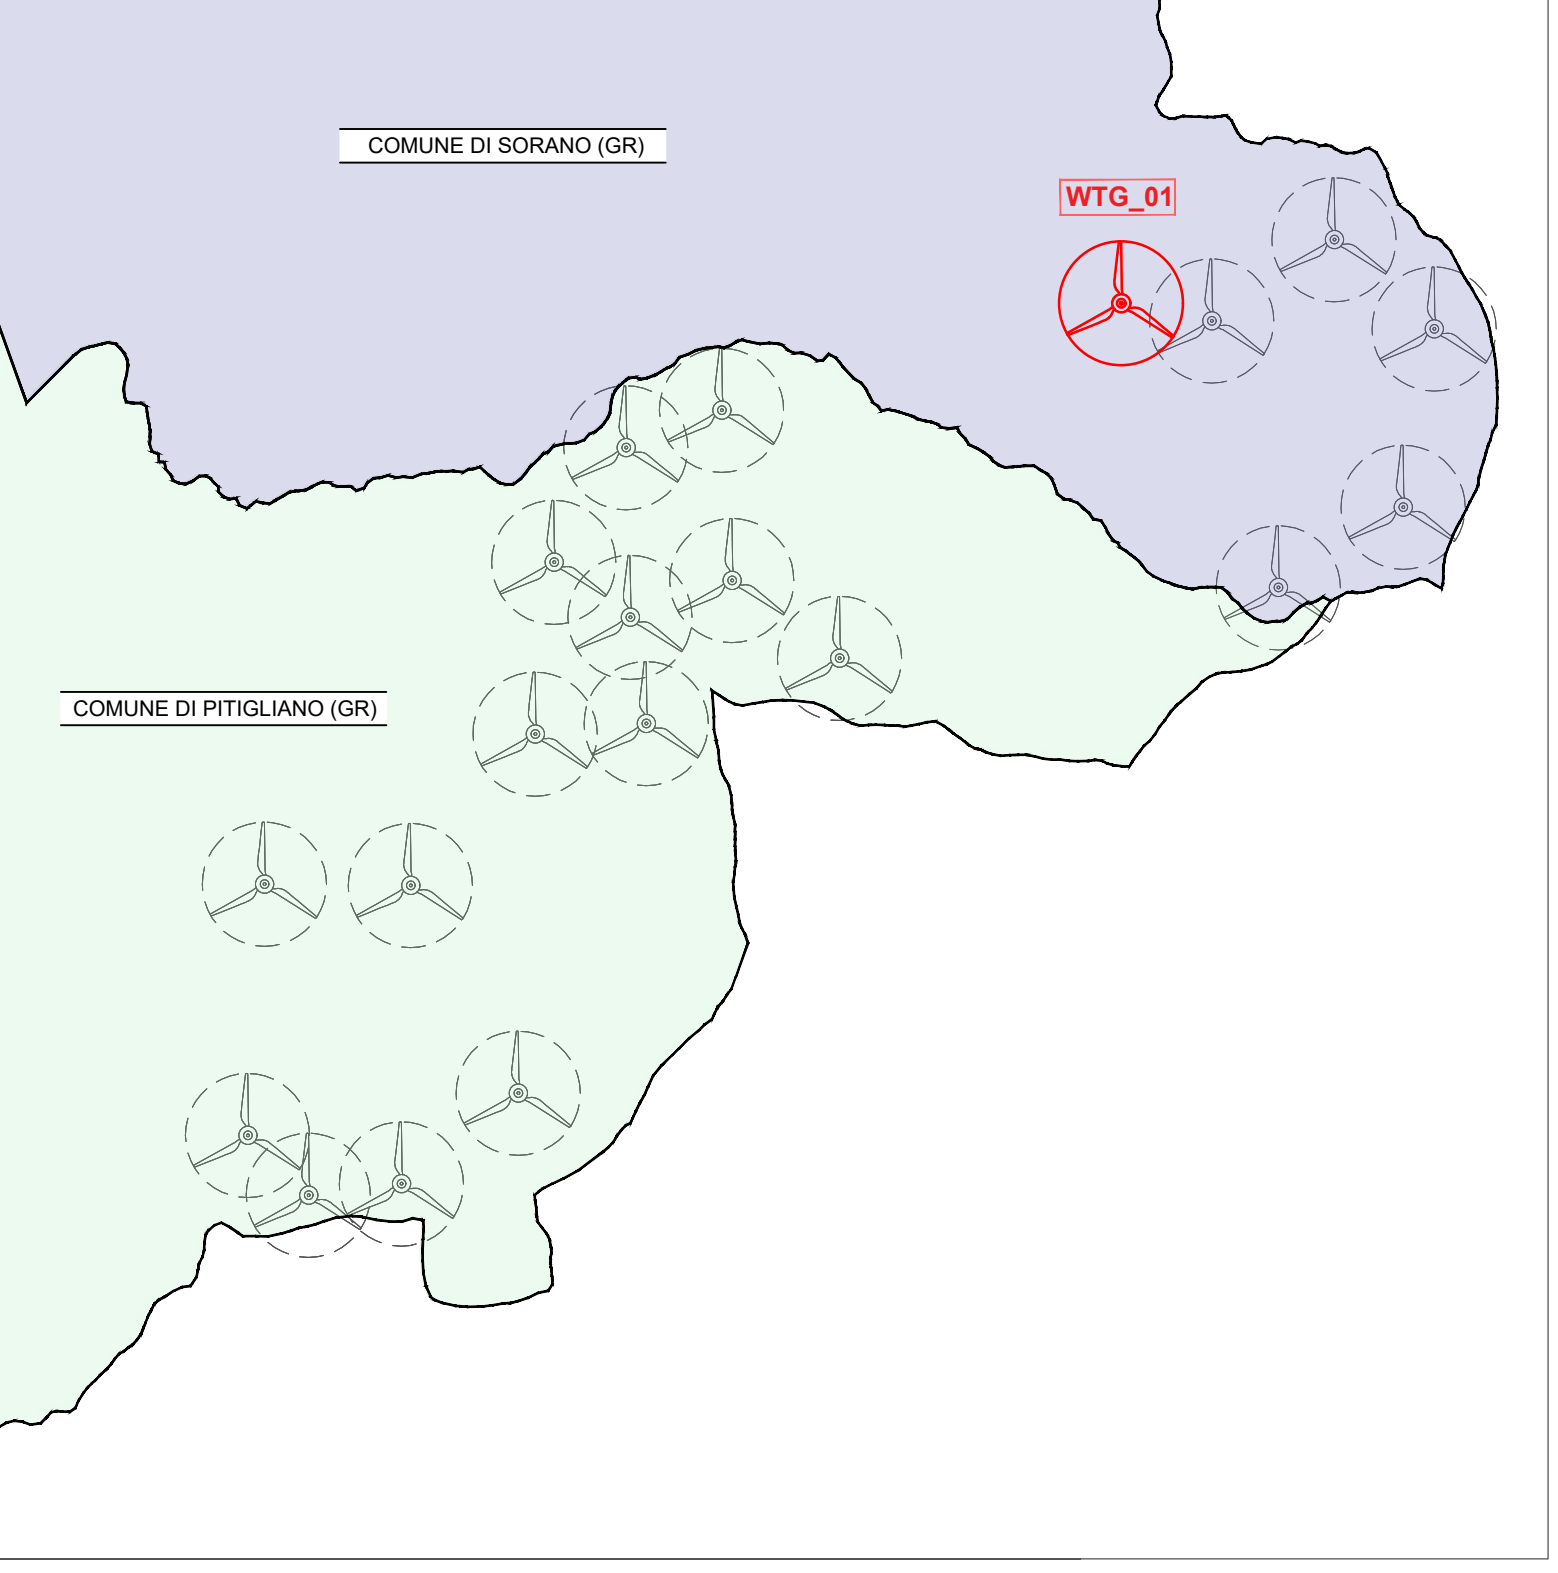 COMUNE DI SORANO (GR)
WTG_01
COMUNE DI PITIGLIANO (GR)